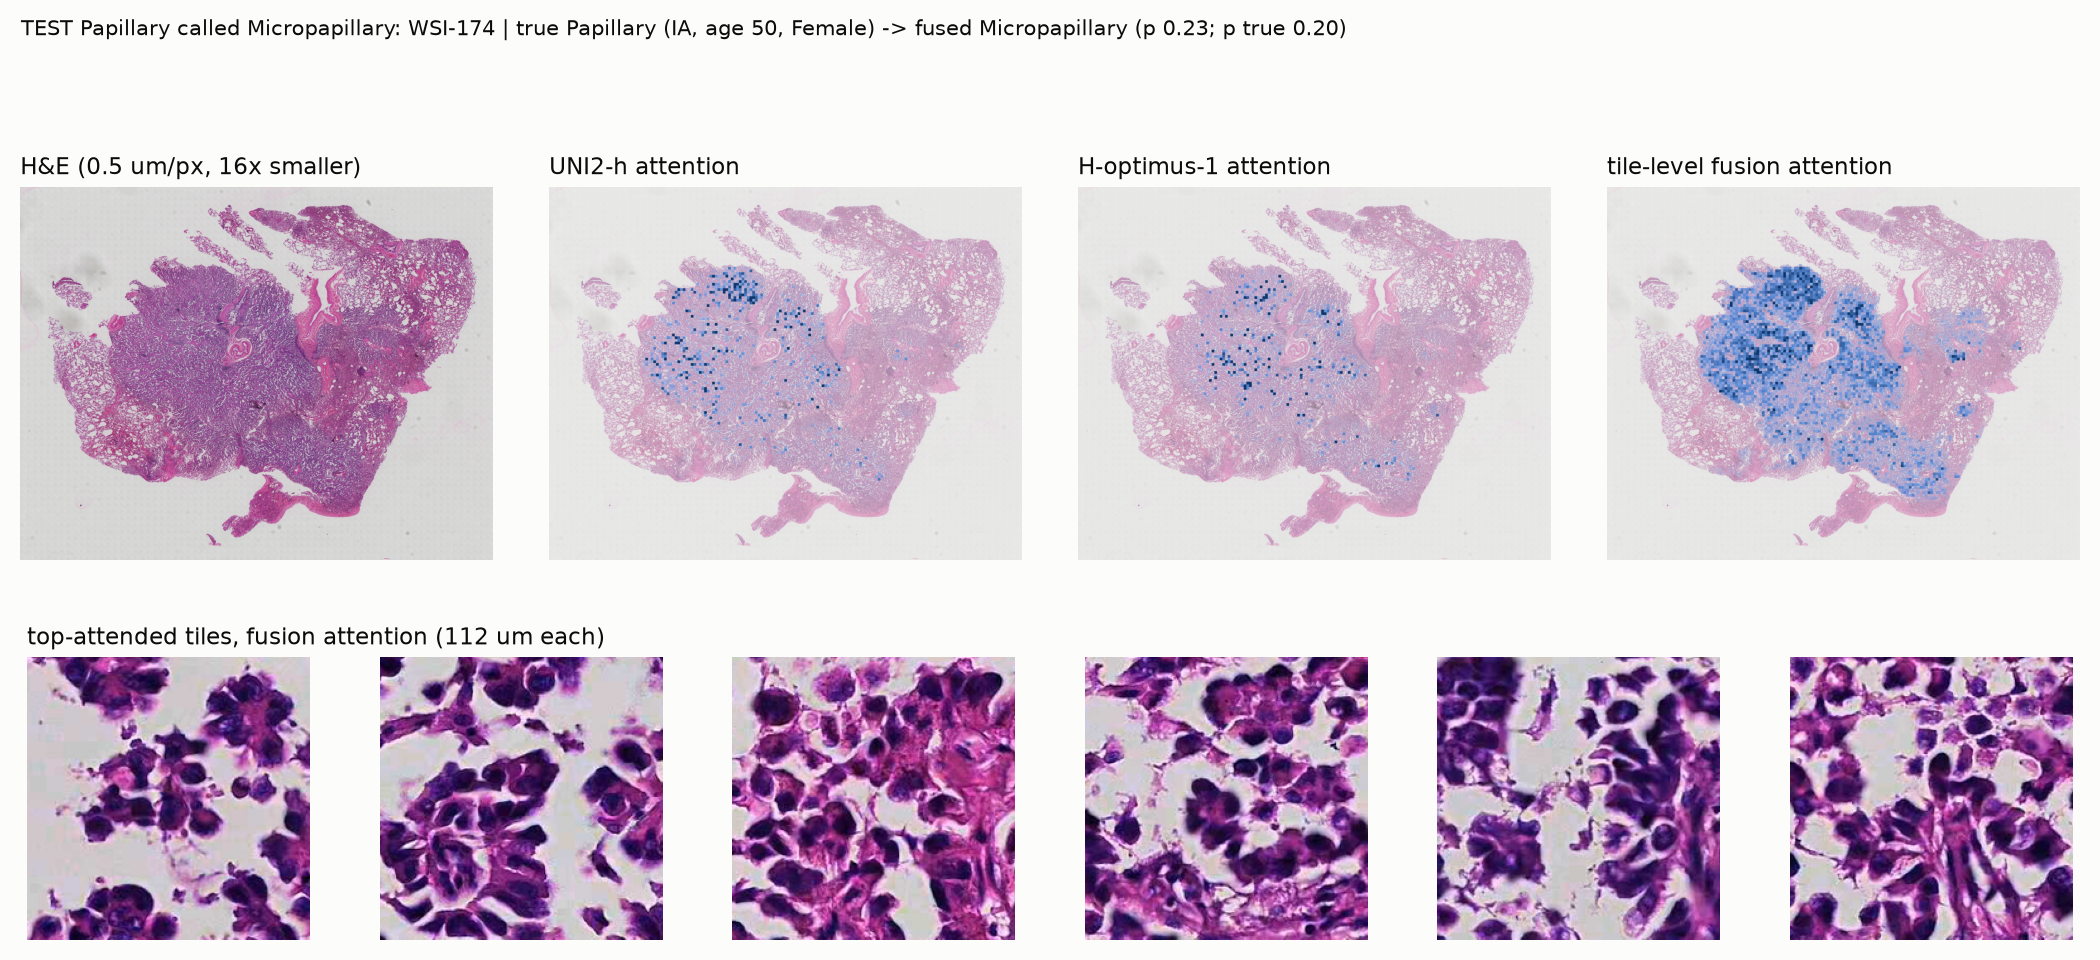 TEST Papillary called Micropapillary: WSI-174 | true Papillary (IA, age 50, Female) -> fused Micropapillary (p 0.23; p true 0.20)
H&E (0.5 um/px, 16x smaller)
UNI2-h attention
H-optimus-1 attention
tile-level fusion attention
top-attended tiles, fusion attention (112 um each)